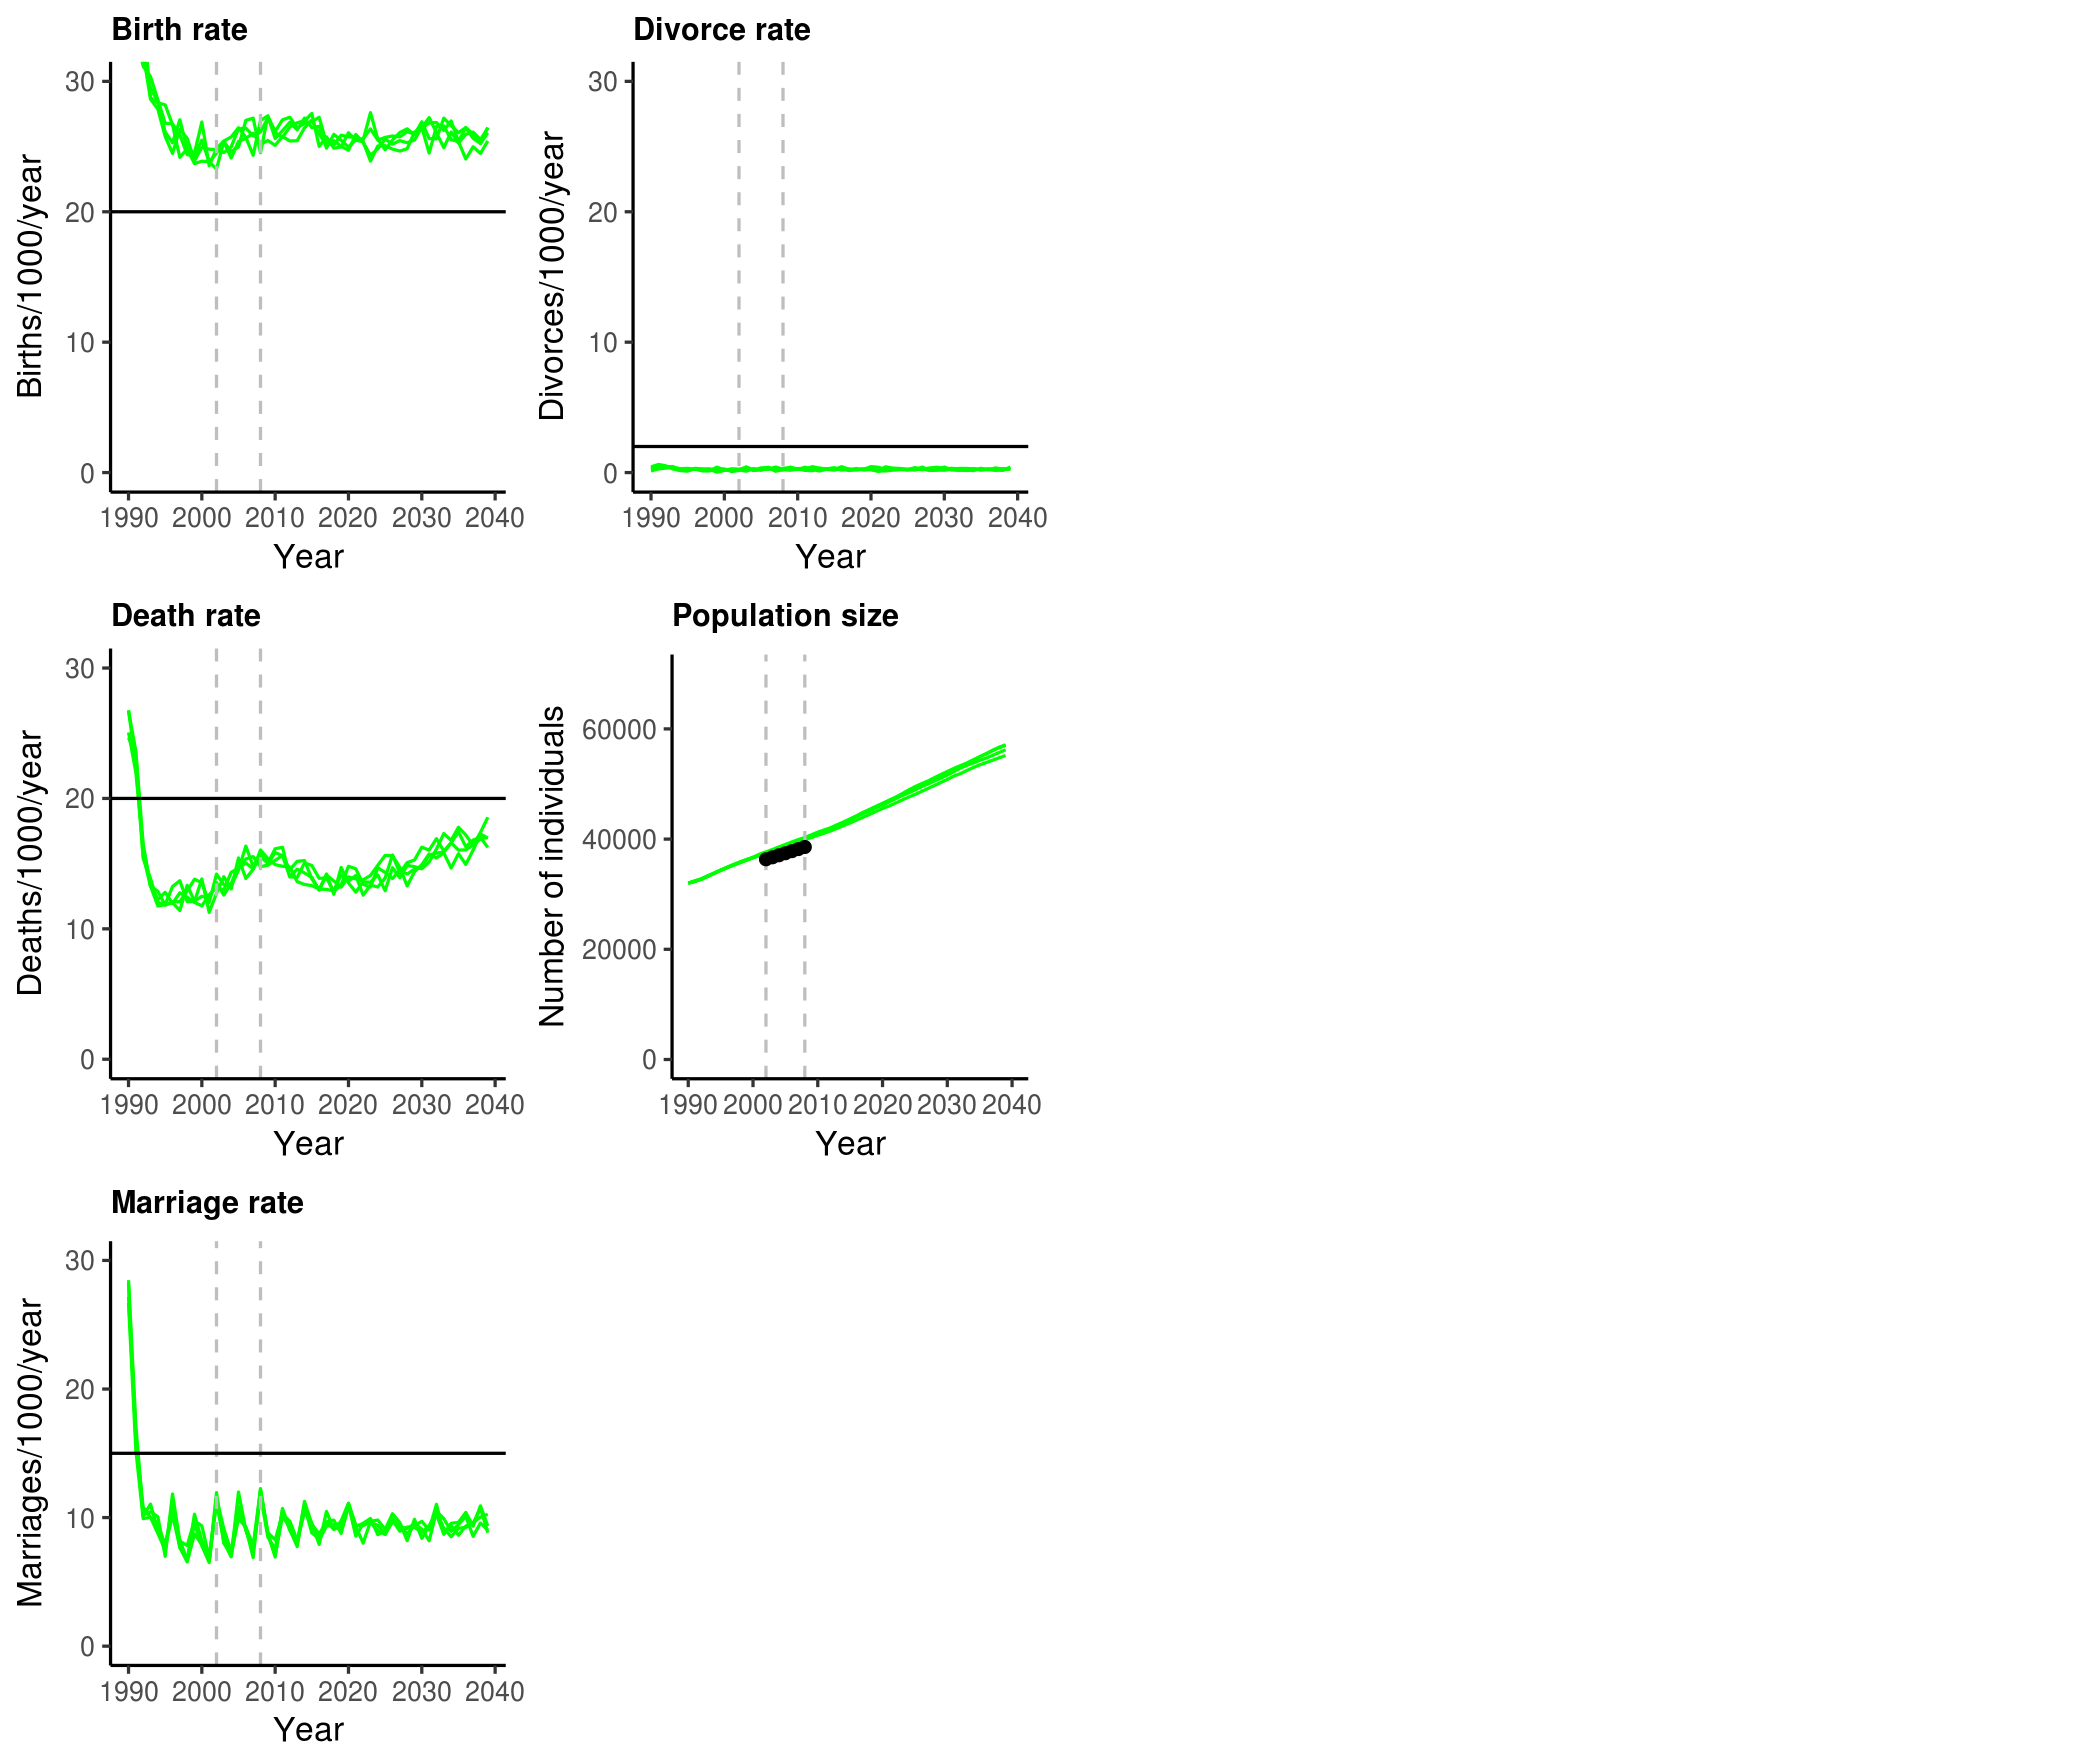 Birth rate
Births/1000/year
30
20
10
0
1990 2000 2010 2020 2030 2040
Year
Divorce rate
Divorces/1000/year
30
20
10
0
1990 2000 2010 2020 2030 2040
Year
Death rate
Deaths/1000/year
30
20
10
0
1990 2000 2010 2020 2030 2040
Year
Population size
Number of individuals
60000
40000
20000
0
1990 2000 2010 2020 2030 2040
Year
Marriage rate
Marriages/1000/year
30
20
10
0
1990 2000 2010 2020 2030 2040
Year